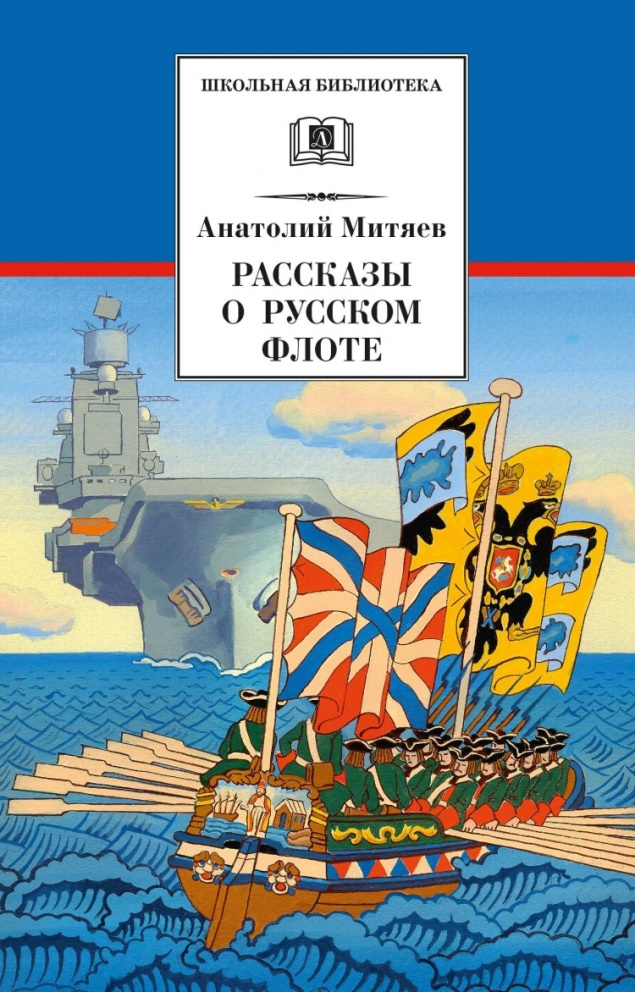 ШКОЛЬНАЯ БИБЛИОТЕКА
Д
Анатолий Митяев
РАССКАЗЫ
О РУССКОМ
ФЛОТЕ